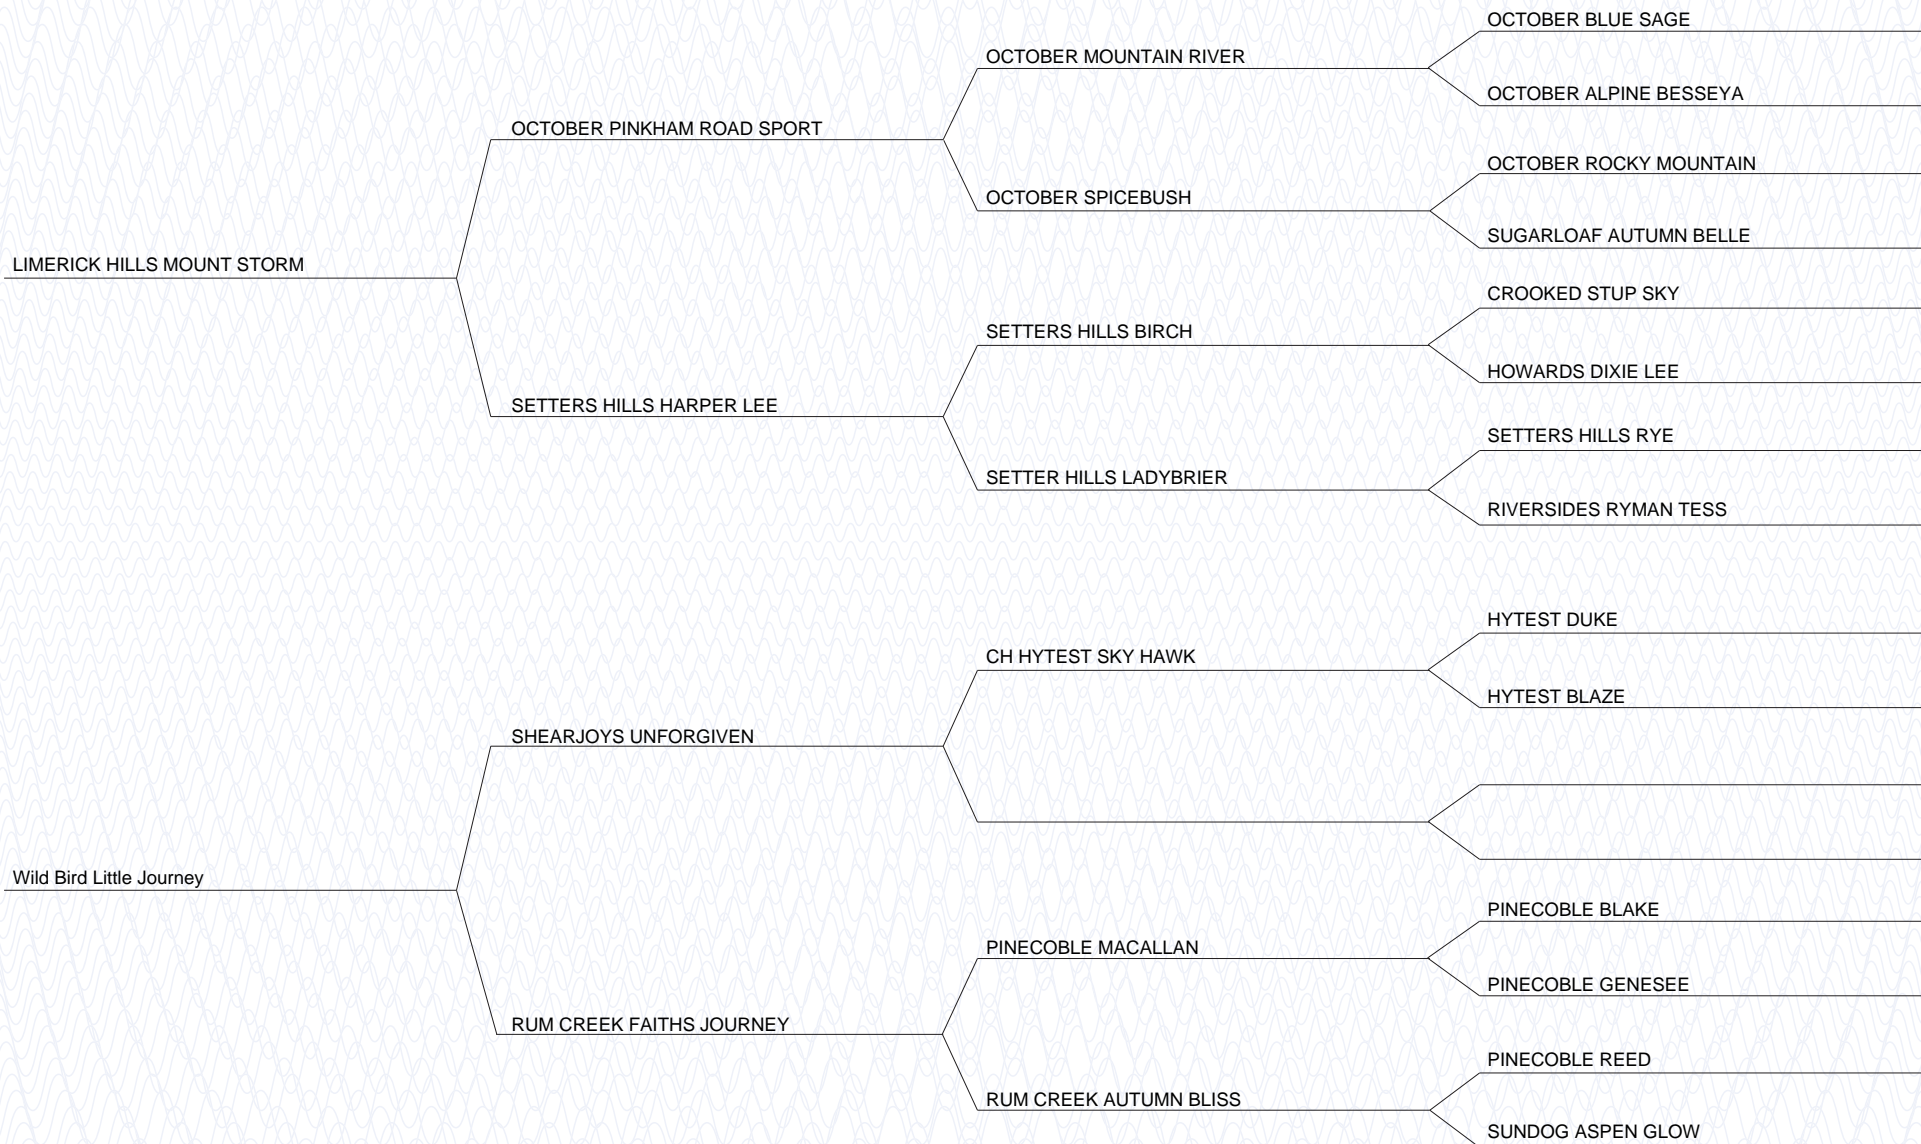 OCTOBER BLUE SAGE
OCTOBER MOUNTAIN RIVER
OCTOBER ALPINE BESSEYA
OCTOBER PINKHAM ROAD SPORT
OCTOBER ROCKY MOUNTAIN
OCTOBER SPICEBUSH
SUGARLOAF AUTUMN BELLE
LIMERICK HILLS MOUNT STORM
CROOKED STUP SKY
SETTERS HILLS BIRCH
HOWARDS DIXIE LEE
SETTERS HILLS HARPER LEE
SETTERS HILLS RYE
SETTER HILLS LADYBRIER
RIVERSIDES RYMAN TESS
HYTEST DUKE
CH HYTEST SKY HAWK
HYTEST BLAZE
SHEARJOYS UNFORGIVEN
Wild Bird Little Journey
PINECOBLE BLAKE
PINECOBLE MACALLAN
PINECOBLE GENESEE
RUM CREEK FAITHS JOURNEY
PINECOBLE REED
RUM CREEK AUTUMN BLISS
SUNDOG ASPEN GLOW